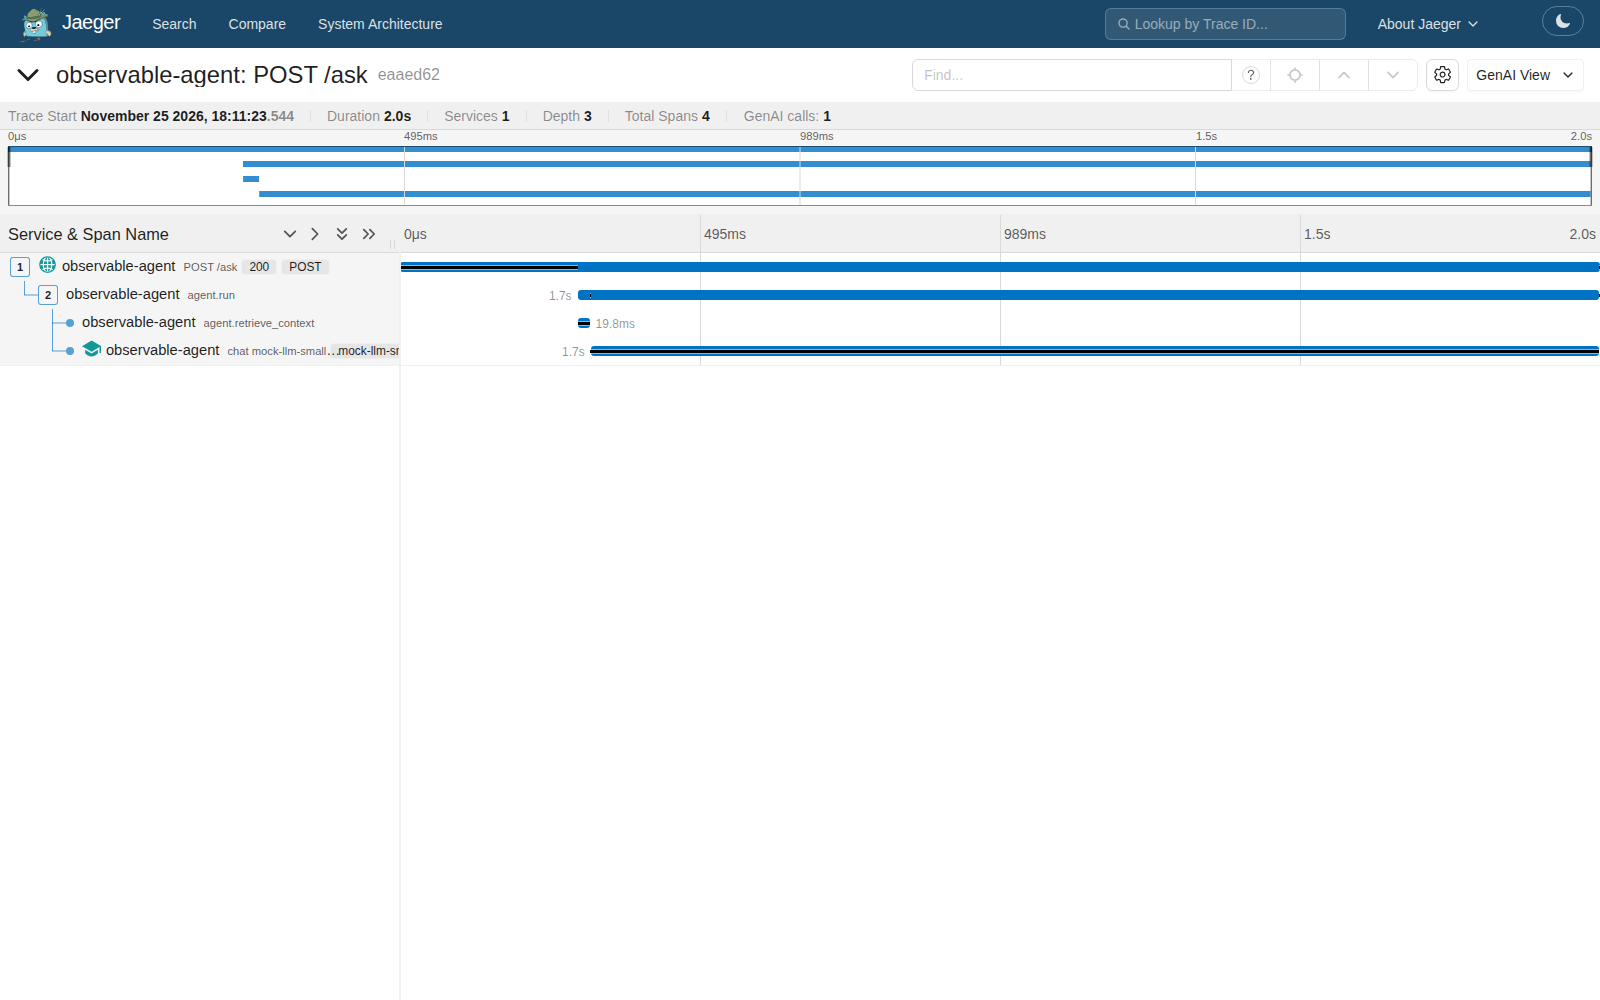 Jaeger Search Compare System Architecture Lookup by Trace ID... About Jaeger
observable-agent: POST /ask eaaed62 Find... ? GenAI View
Trace Start November 25 2026, 18:11:23.544 Duration 2.0s Services 1 Depth 3 Total Spans 4 GenAI calls: 1
0μs 495ms 989ms 1.5s 2.0s
Service & Span Name 0μs 495ms 989ms 1.5s 2.0s
1 observable-agent POST /ask 200 POST
2 observable-agent agent.run 1.7s
observable-agent agent.retrieve_context 19.8ms
observable-agent chat mock-llm-small... mock-llm-sr 1.7s